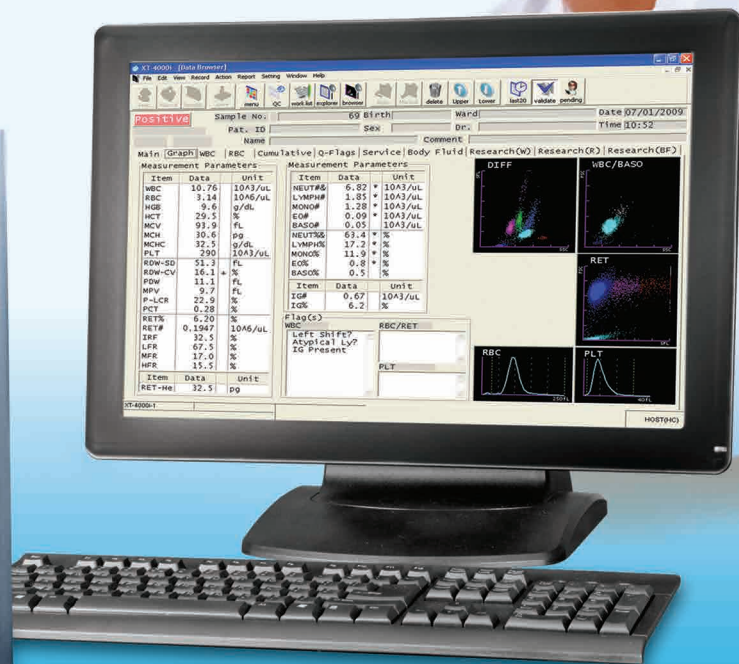 XT-4000i - [Data Browser]
File Edit View Record Action Report Setting Window Help
menu QC work list explorer browser delete Upper Lower last20 validate pending
Positive Sample No. 69 Birth Ward Date 07/01/2009
Pat. ID Sex Dr. Time 10:52
Name Comment
Main Graph WBC RBC Cumulative Q-Flags Service Body Fluid Research(W) Research(R) Research(BF)
Measurement Parameters
Item Data Unit
WBC 10.76 10^3/uL
RBC 3.14 10^6/uL
HGB 9.6 g/dL
HCT 29.5 %
MCV 93.9 fL
MCH 30.6 pg
MCHC 32.5 g/dL
PLT 290 10^3/uL
RDW-SD 51.3 fL
RDW-CV 16.1 + %
PDW 11.1 fL
MPV 9.7 fL
P-LCR 22.9 %
PCT 0.28 %
RET% 6.20 %
RET# 0.1947 10^6/uL
IRF 32.5 %
LFR 67.5 %
MFR 17.0 %
HFR 15.5 %
Item Data Unit
RET-He 32.5 pg
Measurement Parameters
Item Data Unit
NEUT#& 6.82 * 10^3/uL
LYMPH# 1.85 * 10^3/uL
MONO# 1.28 * 10^3/uL
EO# 0.09 * 10^3/uL
BASO# 0.05 10^3/uL
NEUT%& 63.4 * %
LYMPH% 17.2 * %
MONO% 11.9 * %
EO% 0.8 * %
BASO% 0.5 %
Item Data Unit
IG# 0.67 10^3/uL
IG% 6.2 %
Flag(s)
WBC
Left Shift?
Atypical Ly?
IG Present
RBC/RET
PLT
DIFF
WBC/BASO
RET
RBC
250fL
PLT
40fL
XT-4000i-1
HOST(HC)